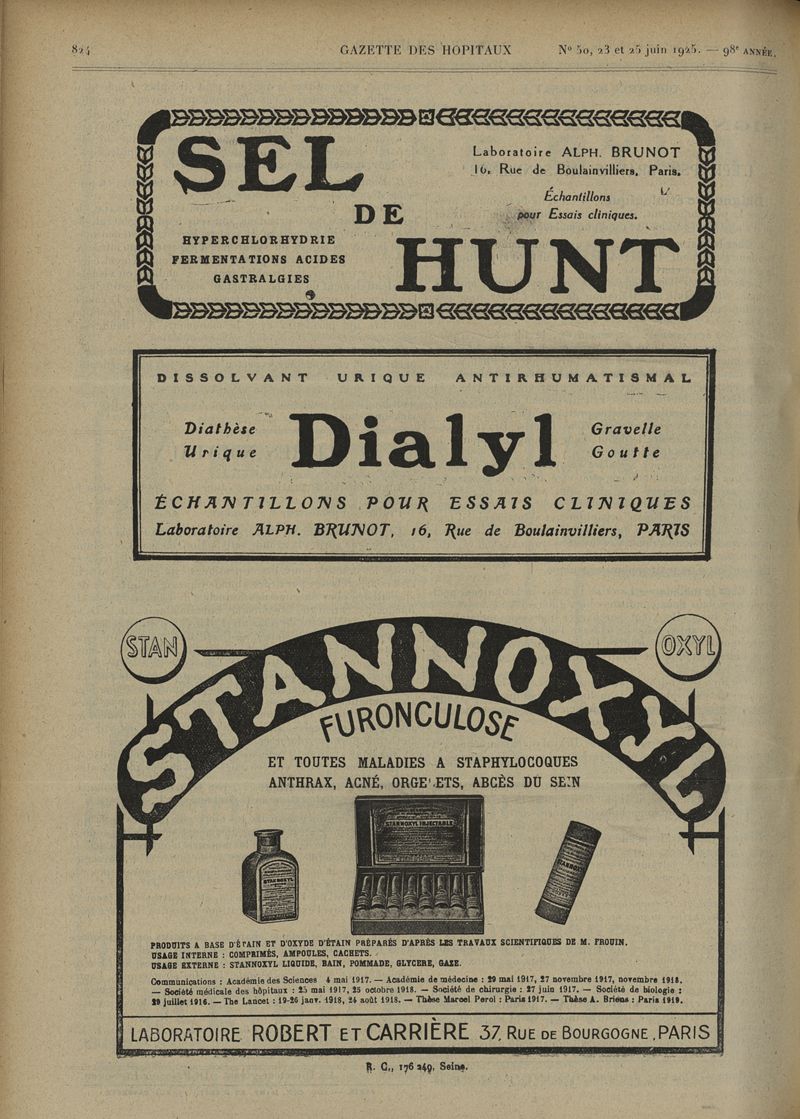 824 GAZETTE DES HOPITAUX N° 50, 23 et 25 juin 1925. — 98e ANNÉE.
SEL
DE
HUNT
Laboratoire ALPH. BRUNOT
16, Rue de Boulainvilliers, Paris.
Échantillons
pour Essais cliniques.
HYPERCHLORHYDRIE
FERMENTATIONS ACIDES
GASTRALGIES
DISSOLVANT URIQUE ANTIRHUMATISMAL
Diathèse
Urique
Dialyl
Gravelle
Goutte
ÉCHANTILLONS POUR ESSAIS CLINIQUES
Laboratoire ALPH. BRUNOT, 16, Rue de Boulainvilliers, PARIS
STAN
OXYL
STANNOXYL
FURONCULOSE
ET TOUTES MALADIES A STAPHYLOCOQUES
ANTHRAX, ACNÉ, ORGE'ETS, ABCÈS DU SEIN
STANNOXYL INJECTABLE
STANNOXYL
STANNOXYL
PRODUITS A BASE D'ÉTAIN ET D'OXYDE D'ÉTAIN PRÉPARÉS D'APRÈS LES TRAVAUX SCIENTIFIQUES DE M. FROUIN.
USAGE INTERNE : COMPRIMÉS, AMPOULES, CACHETS.
USAGE EXTERNE : STANNOXYL LIQUIDE, BAIN, POMMADE, GLYCERE, GAZE.
Communications : Académie des Sciences 4 mai 1917. — Académie de médecine : 29 mai 1917, 27 novembre 1917, novembre 1918.
— Société médicale des hôpitaux : 25 mai 1917, 25 octobre 1918. — Société de chirurgie : 27 juin 1917. — Société de biologie :
29 juillet 1916. — The Lancet : 19-26 janv. 1918, 24 août 1918. — Thèse Marcel Perol : Paris 1917. — Thèse A. Briens : Paris 1919.
LABORATOIRE ROBERT ET CARRIÈRE 37, RUE DE BOURGOGNE, PARIS
R. C., 176 249, Seine.